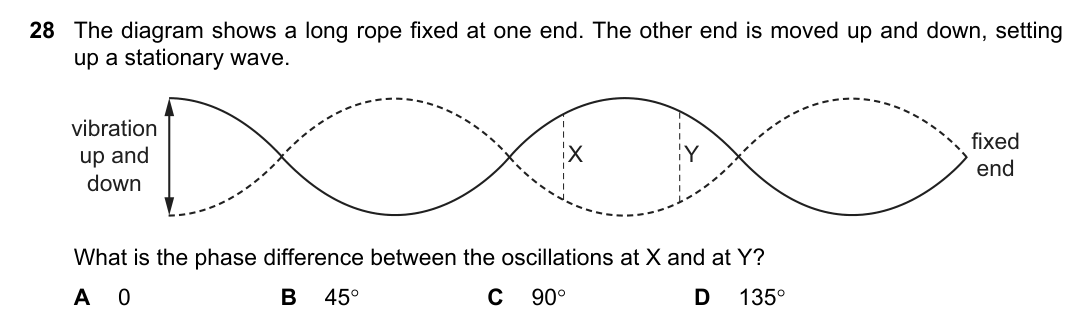 28 The diagram shows a long rope fixed at one end. The other end is moved up and down, setting
up a stationary wave.
vibration
up and
down
X
Y
fixed
end
What is the phase difference between the oscillations at X and at Y?
A 0 B 45° C 90° D 135°